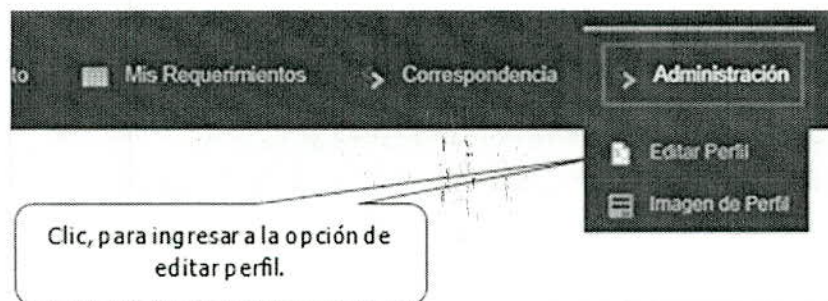 to Mis Requerimientos Correspondencia Administración
Editar Perfil
Imagen de Perfil
Clic, para ingresar a la opción de
editar perfil.